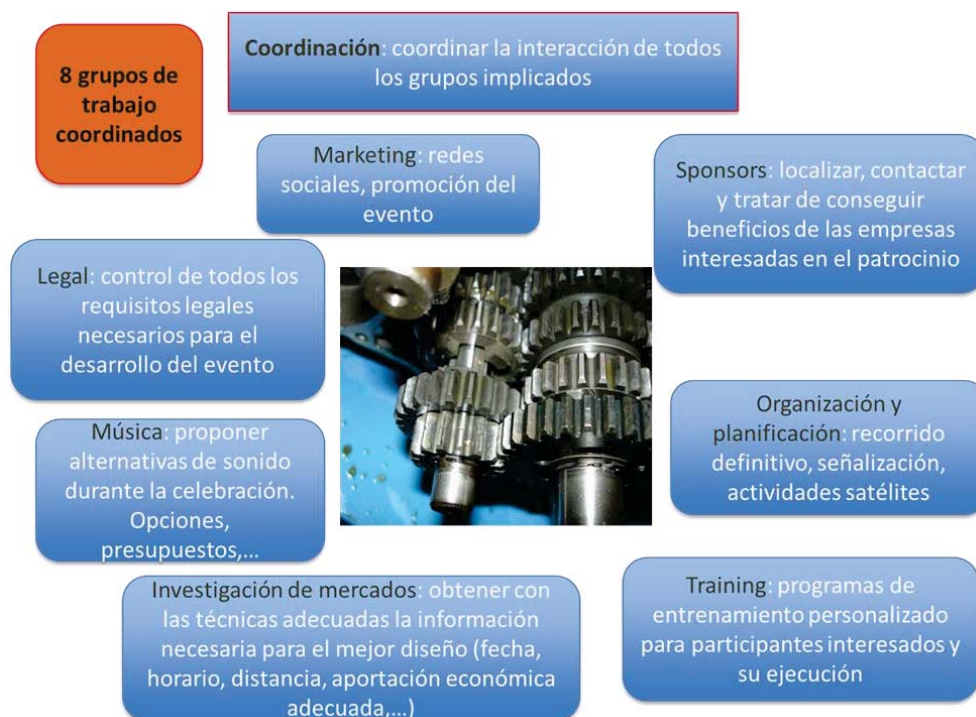 8 grupos de
trabajo
coordinados
Coordinación: coordinar la interacción de todos
los grupos implicados
Marketing: redes
sociales, promoción del
evento
Sponsors: localizar, contactar
y tratar de conseguir
beneficios de las empresas
interesadas en el patrocinio
Legal: control de todos los
requisitos legales
necesarios para el
desarrollo del evento
Organización y
planificación: recorrido
definitivo, señalización,
actividades satélites
Música: proponer
alternativas de sonido
durante la celebración.
Opciones,
presupuestos,...
Investigación de mercados: obtener con
las técnicas adecuadas la información
necesaria para el mejor diseño (fecha,
horario, distancia, aportación económica
adecuada,...)
Training: programas de
entrenamiento personalizado
para participantes interesados y
su ejecución